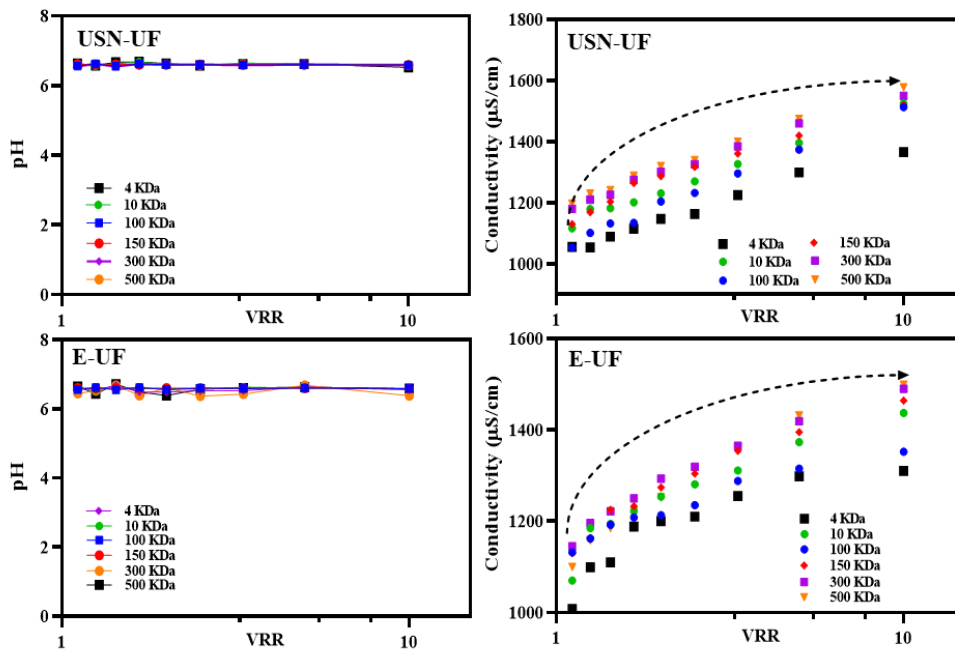 USN-UF
8
6
4
2
0
pH
4 KDa
10 KDa
100 KDa
150 KDa
300 KDa
500 KDa
1
VRR
10
USN-UF
1800
1600
1400
1200
1000
Conductivity (μS/cm)
4 KDa
10 KDa
100 KDa
150 KDa
300 KDa
500 KDa
1
VRR
10
E-UF
8
6
4
2
0
pH
4 KDa
10 KDa
100 KDa
150 KDa
300 KDa
500 KDa
1
VRR
10
E-UF
1600
1400
1200
1000
Conductivity (μS/cm)
4 KDa
10 KDa
100 KDa
150 KDa
300 KDa
500 KDa
1
VRR
10